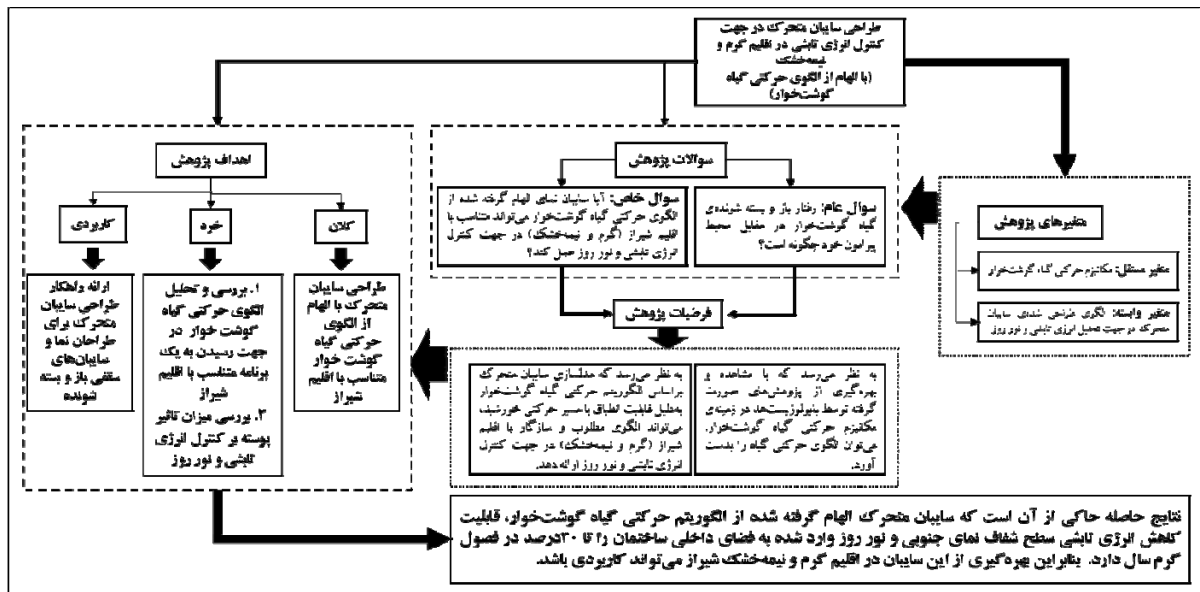 طراحی سایبان متحرک در جهت
کنترل انرژی تابشی در اقلیم گرم و
نیمه‌خشک
(با الهام از الگوی حرکتی گیاه
گوشت‌خوار)
متغیرهای پژوهش
متغیر مستقل: مکانیزم حرکتی گیاه گوشت‌خوار
متغیر وابسته: الگوی طراحی شده‌ی سایبان
متحرک در جهت تحلیل انرژی تابشی و نور روز
سوالات پژوهش
سوال عام: رفتار باز و بسته شونده‌ی
گیاه گوشت‌خوار در مقابل محیط
پیرامون خود چگونه است؟
سوال خاص: آیا سایبان نمای الهام گرفته شده از
الگوی حرکتی گیاه گوشت‌خوار می‌تواند متناسب با
اقلیم شیراز (گرم و نیمه‌خشک) در جهت کنترل
انرژی تابشی و نور روز عمل کند؟
فرضیات پژوهش
به نظر می‌رسد که با مشاهده و
بهره‌گیری از پژوهش‌های صورت
گرفته توسط بیولوژیست‌ها در زمینه‌ی
مکانیزم حرکتی گیاه گوشت‌خوار،
می‌توان الگوی حرکتی گیاه را بدست
آورد.
به نظر می‌رسد که مدلسازی سایبان متحرک
براساس الگوریتم حرکتی گیاه گوشت‌خوار
به‌دلیل قابلیت انطباق با مسیر حرکتی خورشید،
می‌تواند الگوی مطلوب و سازگار با اقلیم
شیراز (گرم و نیمه‌خشک) در جهت کنترل
انرژی تابشی و نور روز ارائه دهد.
اهداف پژوهش
کلان
طراحی سایبان
متحرک با الهام
از الگوی
حرکتی گیاه
گوشت خوار
متناسب با اقلیم
شیراز
خرد
۱. بررسی و تحلیل
الگوی حرکتی گیاه
گوشت خوار در
جهت رسیدن به یک
برنامه متناسب با اقلیم
شیراز
۲. بررسی میزان تاثیر
پوسته بر کنترل انرژی
تابشی و نور روز
کاربردی
ارائه راهکار
طراحی سایبان
متحرک برای
طراحان نما و
سایبان‌های
سقفی باز و بسته
شونده
نتایج حاصله حاکی از آن است که سایبان متحرک الهام گرفته شده از الگوریتم حرکتی گیاه گوشت‌خوار، قابلیت
کاهش انرژی تابشی سطح شفاف نمای جنوبی و نور روز وارد شده به فضای داخلی ساختمان را تا ۳۰درصد در فصول
گرم سال دارد. بنابراین بهره‌گیری از این سایبان در اقلیم گرم و نیمه‌خشک شیراز می‌تواند کاربردی باشد.